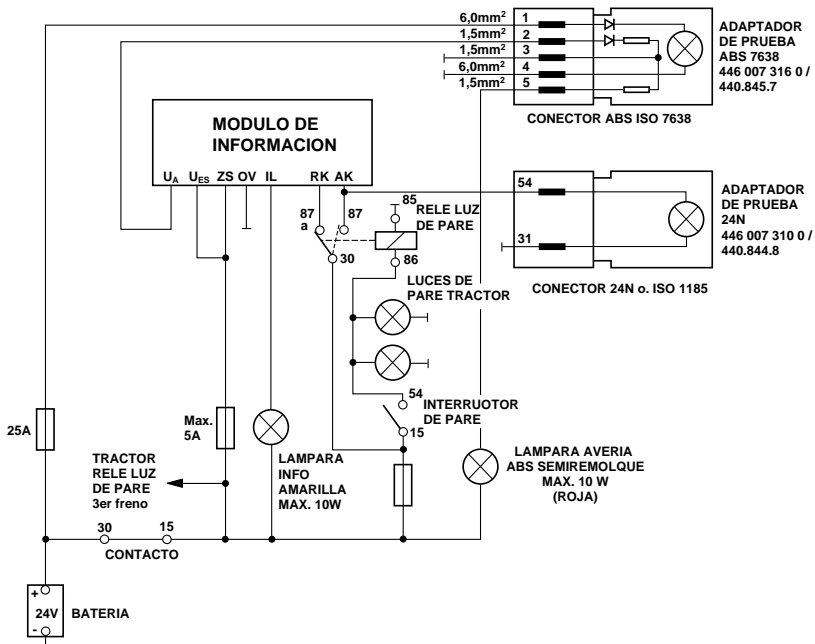 6,0mm²
1,5mm²
1,5mm²
6,0mm²
1,5mm²
1
2
3
4
5
ADAPTADOR
DE PRUEBA
ABS 7638
446 007 316 0 /
440.845.7
CONECTOR ABS ISO 7638
MODULO DE
INFORMACION
UA UES ZS OV IL RK AK
54
31
ADAPTADOR
DE PRUEBA
24N
446 007 310 0 /
440.844.8
CONECTOR 24N o. ISO 1185
87
a
87
30
85
RELE LUZ
DE PARE
86
LUCES DE
PARE TRACTOR
54
INTERRUOTOR
DE PARE
15
25A
Max.
5A
LAMPARA
INFO
AMARILLA
MAX. 10W
LAMPARA AVERIA
ABS SEMIREMOLQUE
MAX. 10 W
(ROJA)
TRACTOR
RELE LUZ
DE PARE
3er freno
30
15
CONTACTO
+
24V
-
BATERIA